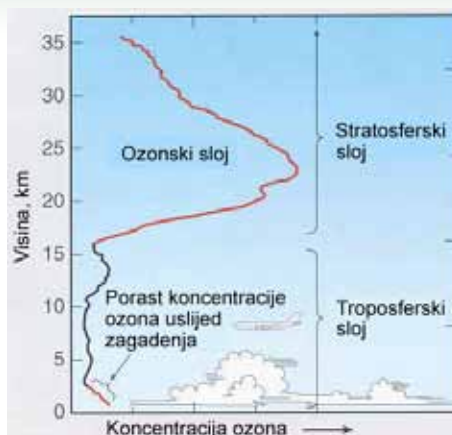 Visina, km
35
30
25
20
15
10
5
0
Ozonski sloj
Stratosferski
sloj
Porast koncentracije
ozona uslijed
zagađenja
Troposferski
sloj
Koncentracija ozona